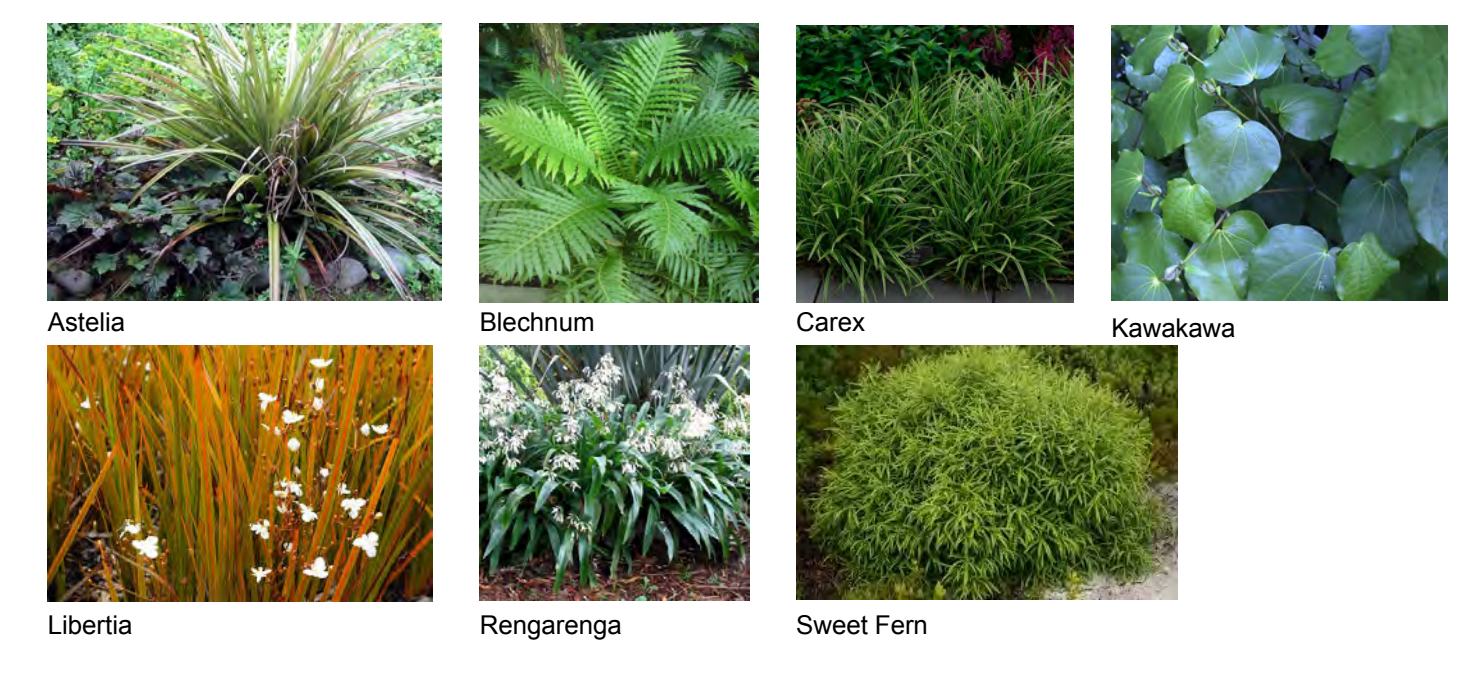 Astelia
Blechnum
Carex
Kawakawa
Libertia
Rengarenga
Sweet Fern